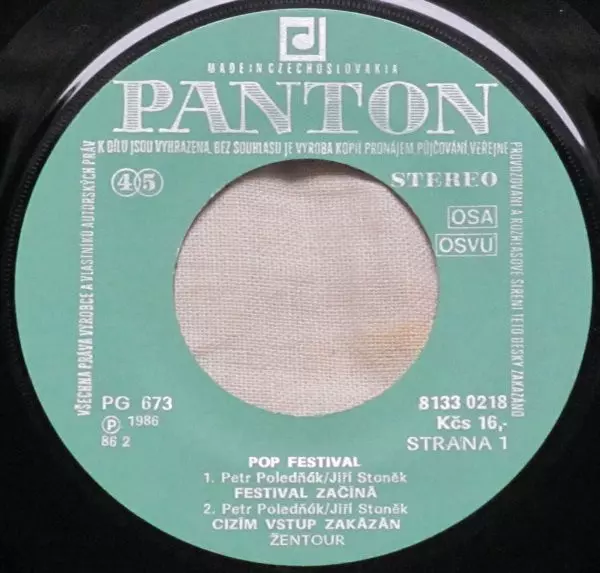 MADE IN CZECHOSLOVAKIA
PANTON
VŠECHNA PRÁVA VÝROBCE A VLASTNÍKŮ AUTORSKÝCH PRÁV K DÍLU JSOU VYHRAZENA. BEZ SOUHLASU JE VÝROBA KOPIÍ, PRONÁJEM, PŮJČOVÁNÍ, VEŘEJNÉ PROVOZOVÁNÍ A ROZHLASOVÉ ŠÍŘENÍ TÉTO DESKY ZAKÁZÁNO
45
STEREO
OSA
OSVU
PG 673
8133 0218
Ⓟ 1986
Kčs 16,-
86 2
STRANA 1
POP FESTIVAL
1. Petr Poledňák/Jiří Staněk
FESTIVAL ZAČÍNÁ
2. Petr Poledňák/Jiří Staněk
CIZÍM VSTUP ZAKÁZÁN
ŽENTOUR